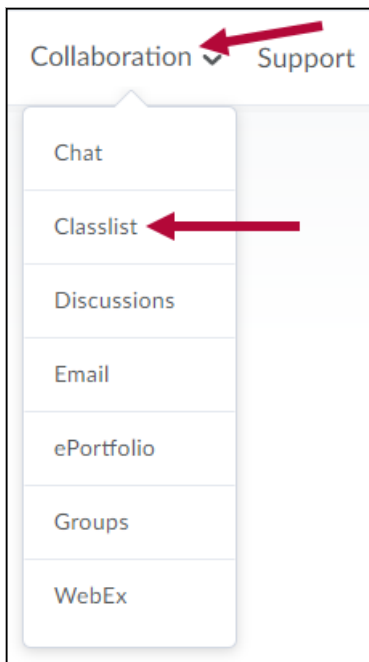 Collaboration Support
Chat
Classlist
Discussions
Email
ePortfolio
Groups
WebEx